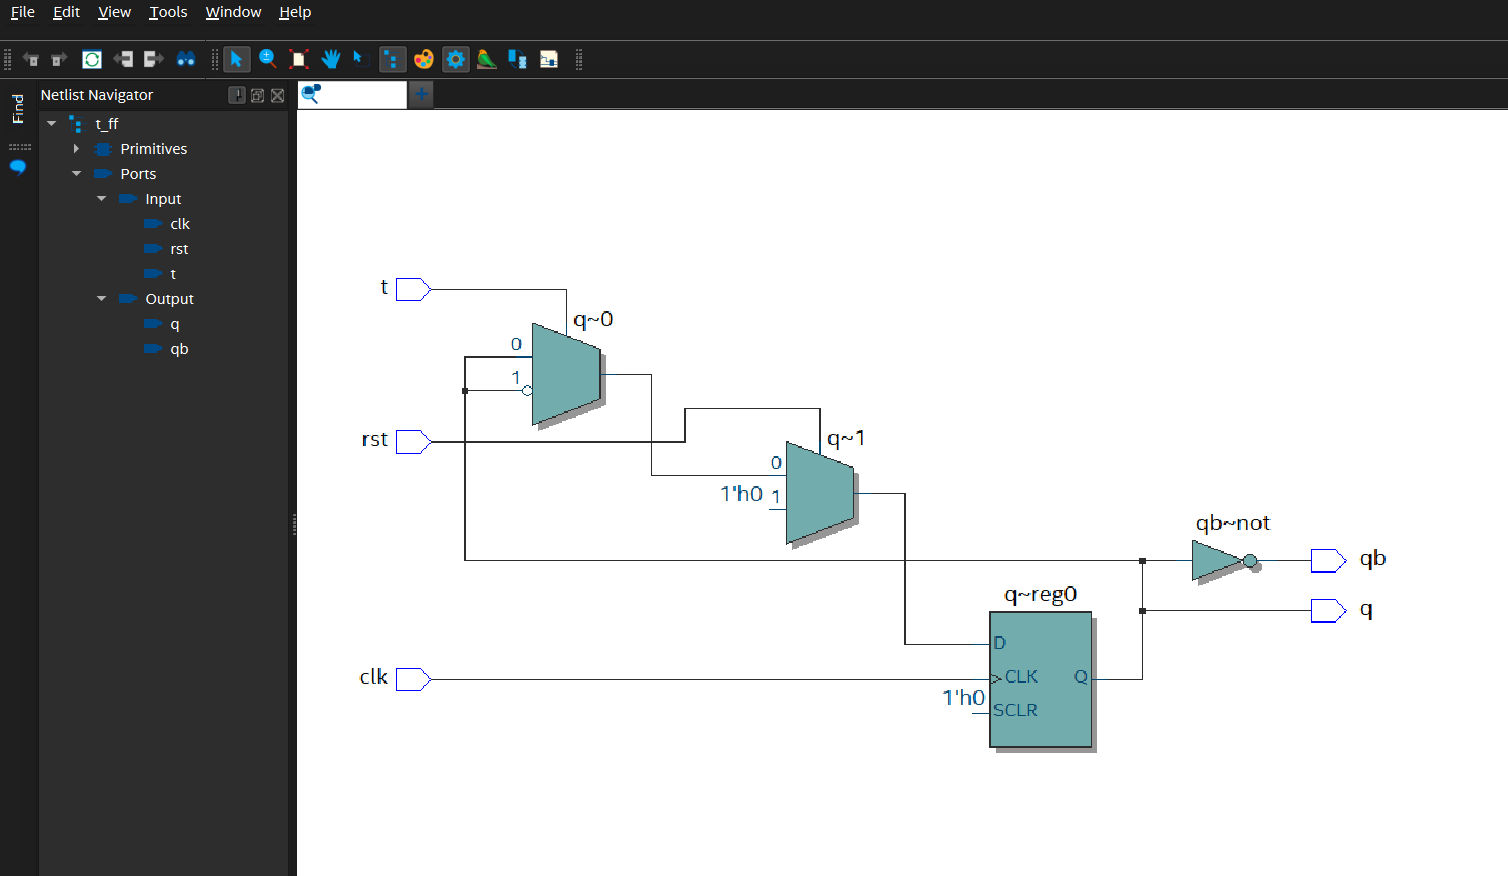 File Edit View Tools Window Help
Find
Netlist Navigator
t_ff
Primitives
Ports
Input
clk
rst
t
Output
q
qb
t
q~0
0
1
rst
q~1
0
1'h0 1
qb~not
qb
q~reg0
q
D
clk
CLK Q
1'h0
SCLR